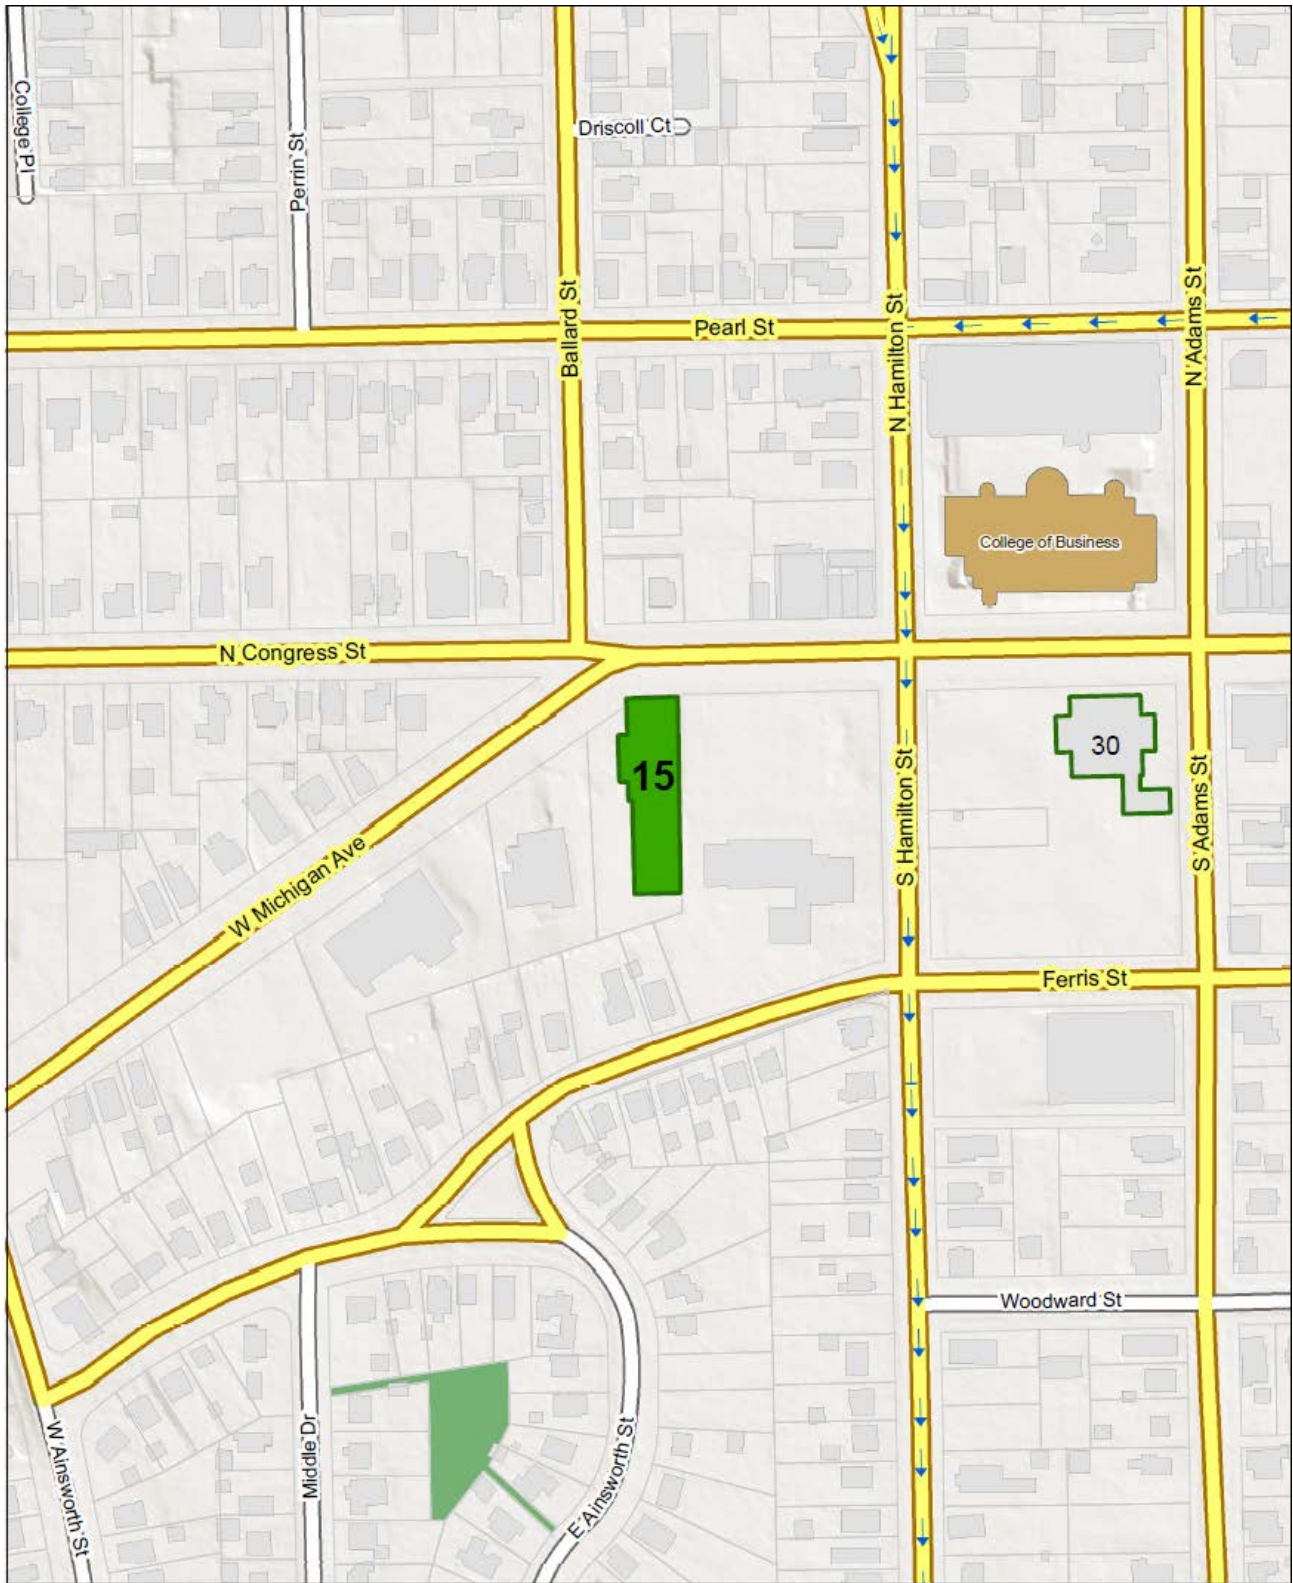 College Pl
Perrin St
Driscoll Ct
Ballard St
Pearl St
N Hamilton St
N Adams St
College of Business
N Congress St
15
30
W Michigan Ave
S Hamilton St
S Adams St
Ferris St
Woodward St
W Ainsworth St
Middle Dr
E Ainsworth St